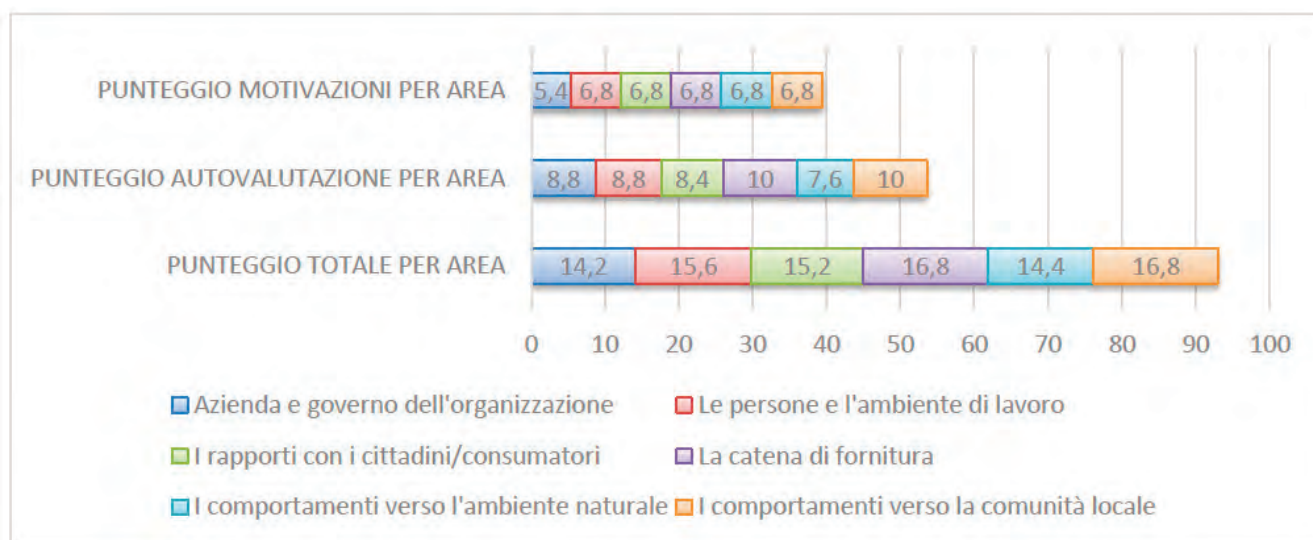 PUNTEGGIO MOTIVAZIONI PER AREA
5,4 6,8 6,8 6,8 6,8 6,8
PUNTEGGIO AUTOVALUTAZIONE PER AREA
8,8 8,8 8,4 10 7,6 10
PUNTEGGIO TOTALE PER AREA
14,2 15,6 15,2 16,8 14,4 16,8
0 10 20 30 40 50 60 70 80 90 100
Azienda e governo dell'organizzazione Le persone e l'ambiente di lavoro
I rapporti con i cittadini/consumatori La catena di fornitura
I comportamenti verso l'ambiente naturale I comportamenti verso la comunità locale